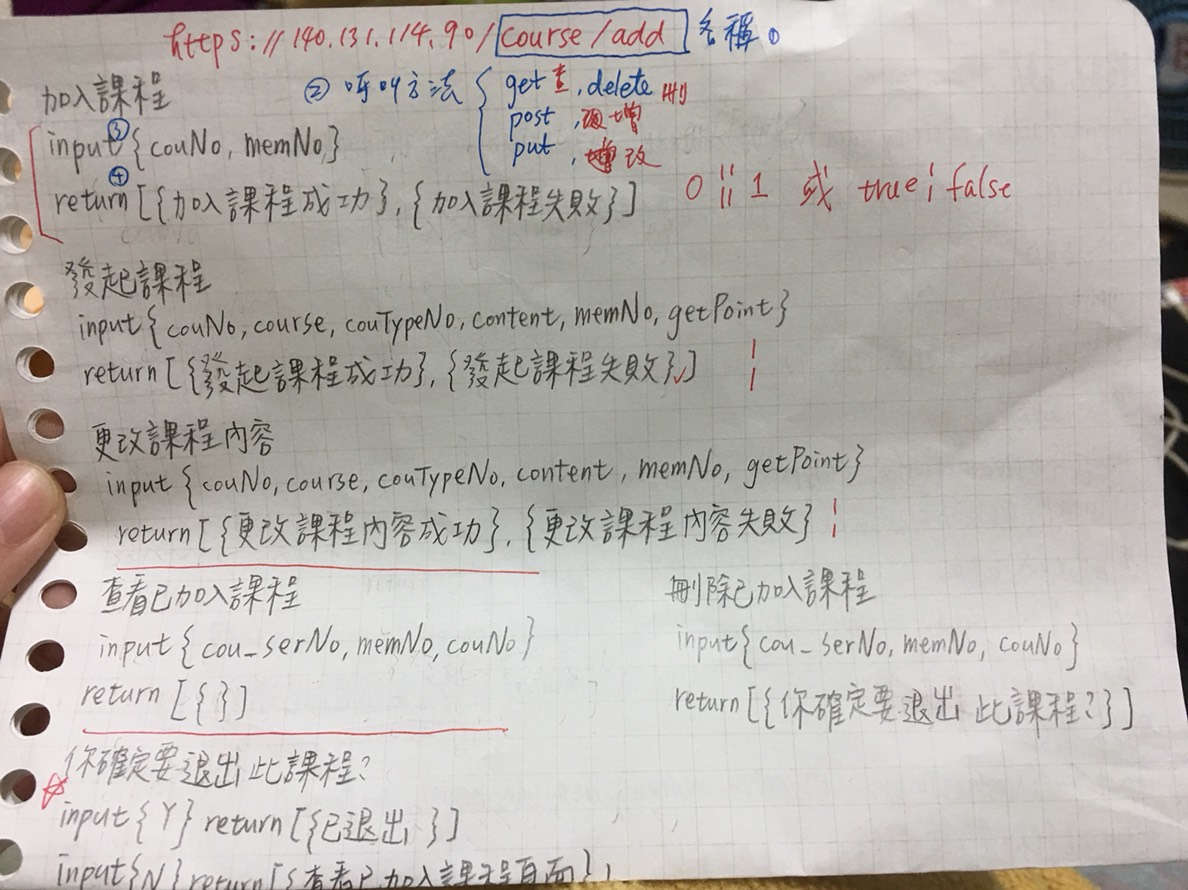 https://140.131.114.90/course/add 名稱①
加入課程
② 呼叫方法 { get 查, delete 刪
post , 增
put , 改
input③{couNo, memNo}
return④[{加入課程成功}, {加入課程失敗}]
0 || 1 或 true | false
發起課程
input{couNo, course, couTypeNo, content, memNo, getPoint}
return[{發起課程成功}, {發起課程失敗}]
更改課程內容
input{couNo, course, couTypeNo, content, memNo, getPoint}
return[{更改課程內容成功}, {更改課程內容失敗}
查看已加入課程
input{cou_serNo, memNo, couNo}
return[{}]
刪除已加入課程
input{cou_serNo, memNo, couNo}
return[{你確定要退出此課程?}]
你確定要退出此課程?
input{Y} return[{已退出}]
input{N} return[{查看已加入課程頁面},